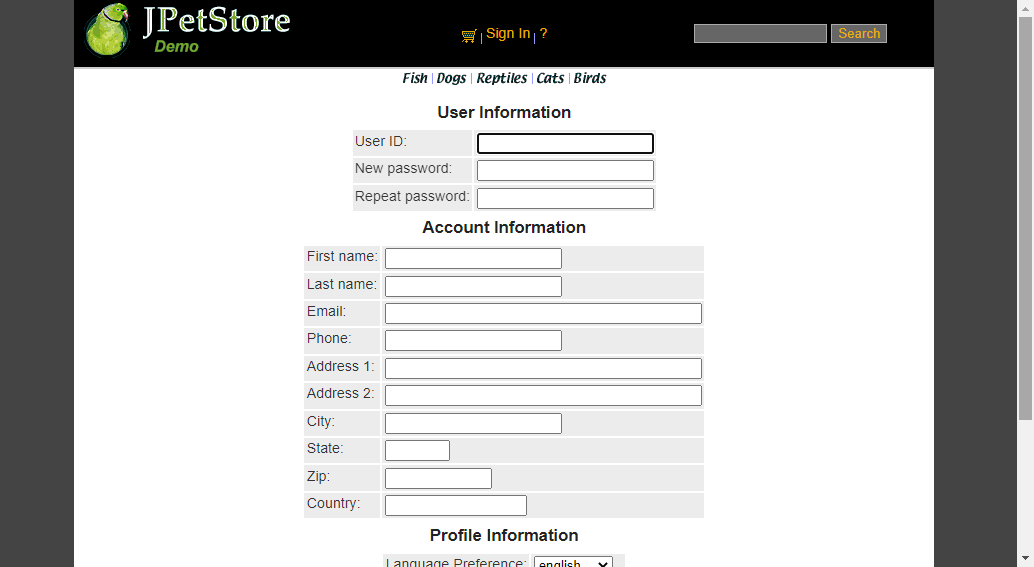 JPetStore
Demo
| Sign In | ?
Search
Fish | Dogs | Reptiles | Cats | Birds
User Information
User ID:
New password:
Repeat password:
Account Information
First name:
Last name:
Email:
Phone:
Address 1:
Address 2:
City:
State:
Zip:
Country:
Profile Information
Language Preference: english